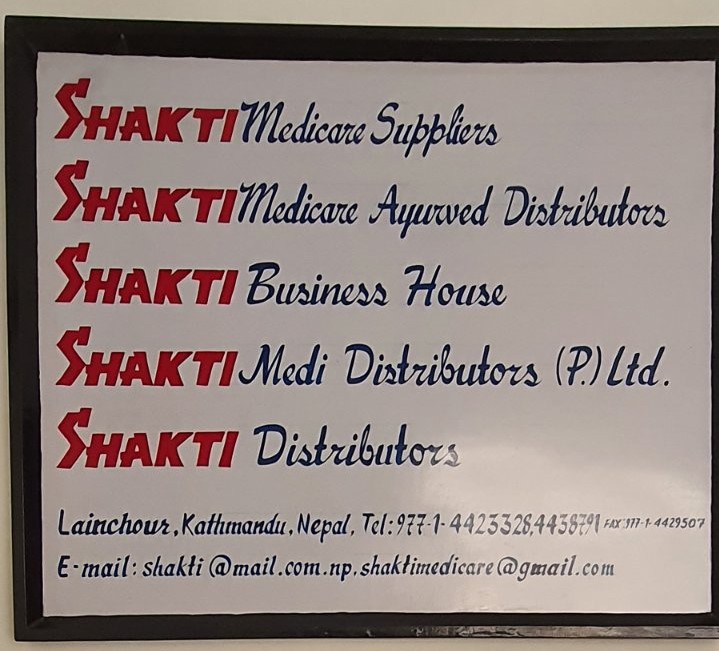 SHAKTI Medicare Suppliers
SHAKTI Medicare Ayurved Distributors
SHAKTI Business House
SHAKTI Medi Distributors (P.) Ltd.
SHAKTI Distributors
Lainchour, Kathmandu, Nepal, Tel: 977-1-4423328,4438791 FAX: 977-1-4429507
E-mail: shakti@mail.com.np.shaktimedicare@gmail.com